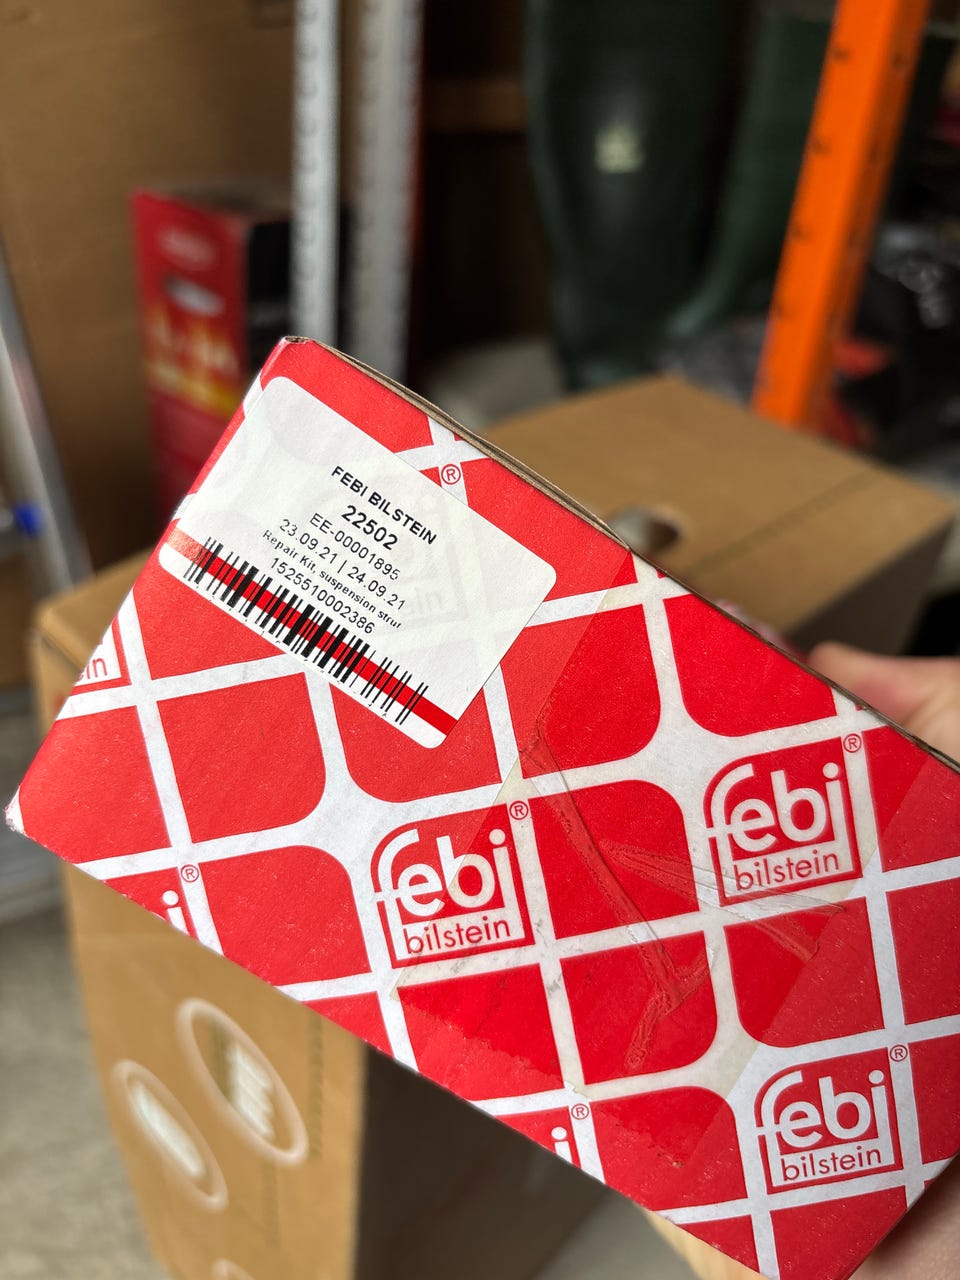 FEBI BILSTEIN
22502
EE-00001895
23.09.21 | 24.09.21
Repair Kit, suspension strut
1525510002386
®
in
febi®
bilstein
febi®
bilstein
®
i
febi®
bilstein
®
i